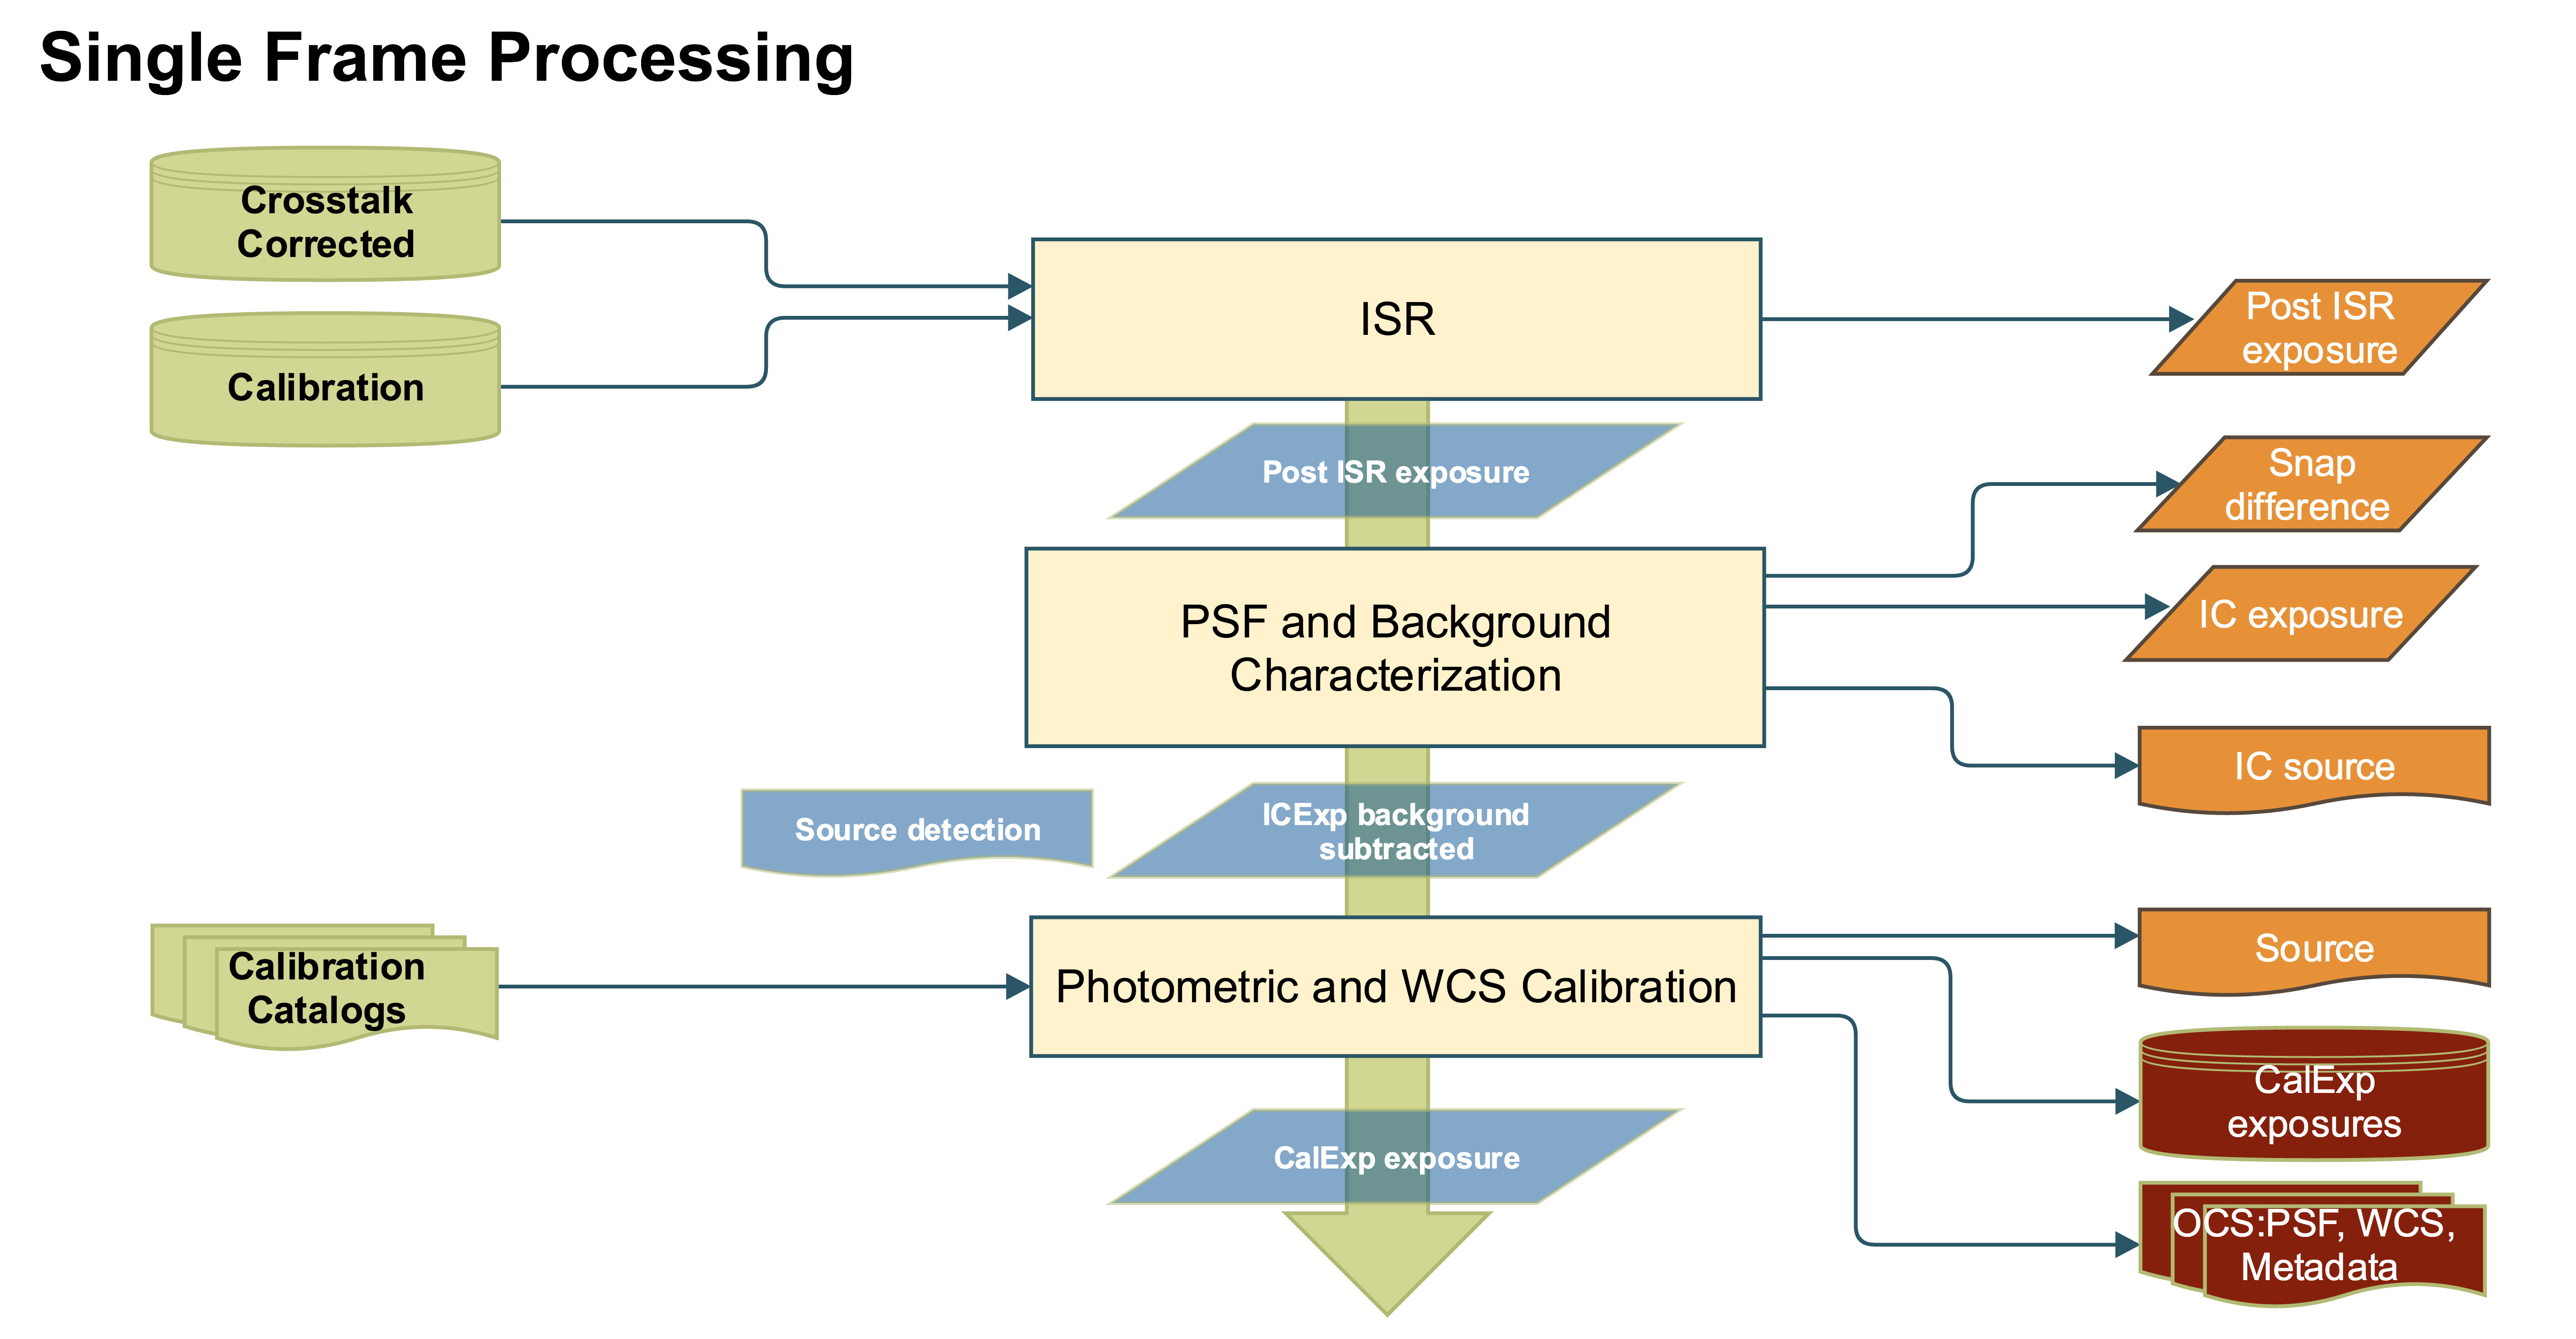 Single Frame Processing
Crosstalk
Corrected
Calibration
ISR
Post ISR
exposure
Post ISR exposure
Snap
difference
PSF and Background
Characterization
IC exposure
IC source
Source detection
ICExp background
subtracted
Calibration
Catalogs
Photometric and WCS Calibration
Source
CalExp
exposures
CalExp exposure
OCS:PSF, WCS,
Metadata